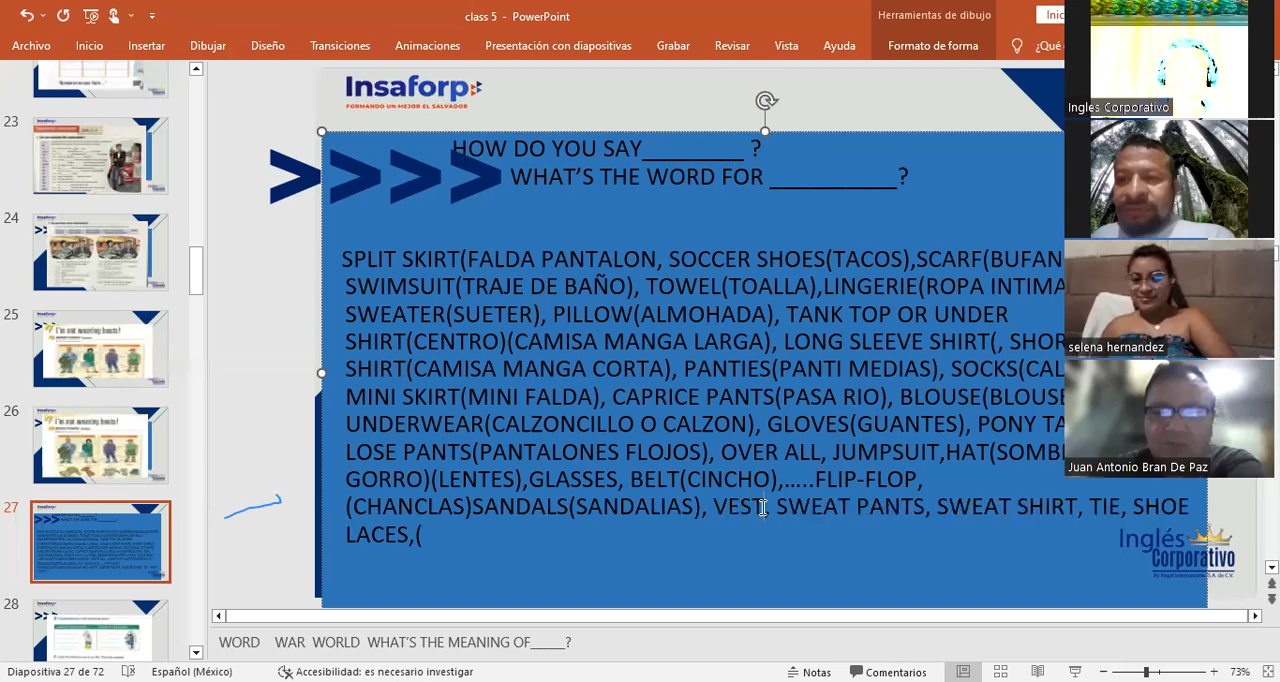 class 5 - PowerPoint
Herramientas de dibujo
Archivo Inicio Insertar Dibujar Diseño Transiciones Animaciones Presentación con diapositivas Grabar Revisar Vista Ayuda Formato de forma
Inglés Corporativo
selena hernandez
Juan Antonio Bran De Paz
23
24
25
26
27
28
Insaforp
FORMANDO UN MEJOR EL SALVADOR
HOW DO YOU SAY________ ?
WHAT'S THE WORD FOR __________?
SPLIT SKIRT(FALDA PANTALON, SOCCER SHOES(TACOS),SCARF(BUFAN
SWIMSUIT(TRAJE DE BAÑO), TOWEL(TOALLA),LINGERIE(ROPA INTIMA
SWEATER(SUETER), PILLOW(ALMOHADA), TANK TOP OR UNDER
SHIRT(CENTRO)(CAMISA MANGA LARGA), LONG SLEEVE SHIRT(, SHOR
SHIRT(CAMISA MANGA CORTA), PANTIES(PANTI MEDIAS), SOCKS(CAL
MINI SKIRT(MINI FALDA), CAPRICE PANTS(PASA RIO), BLOUSE(BLOUSE
UNDERWEAR(CALZONCILLO O CALZON), GLOVES(GUANTES), PONY TA
LOSE PANTS(PANTALONES FLOJOS), OVER ALL, JUMPSUIT,HAT(SOMB
GORRO)(LENTES),GLASSES, BELT(CINCHO),.....FLIP-FLOP,
(CHANCLAS)SANDALS(SANDALIAS), VEST, SWEAT PANTS, SWEAT SHIRT, TIE, SHOE
LACES,(
Inglés
Corporativo
WORD WAR WORLD WHAT'S THE MEANING OF_____?
Diapositiva 27 de 72 Español (México) Accesibilidad: es necesario investigar Notas Comentarios 73%